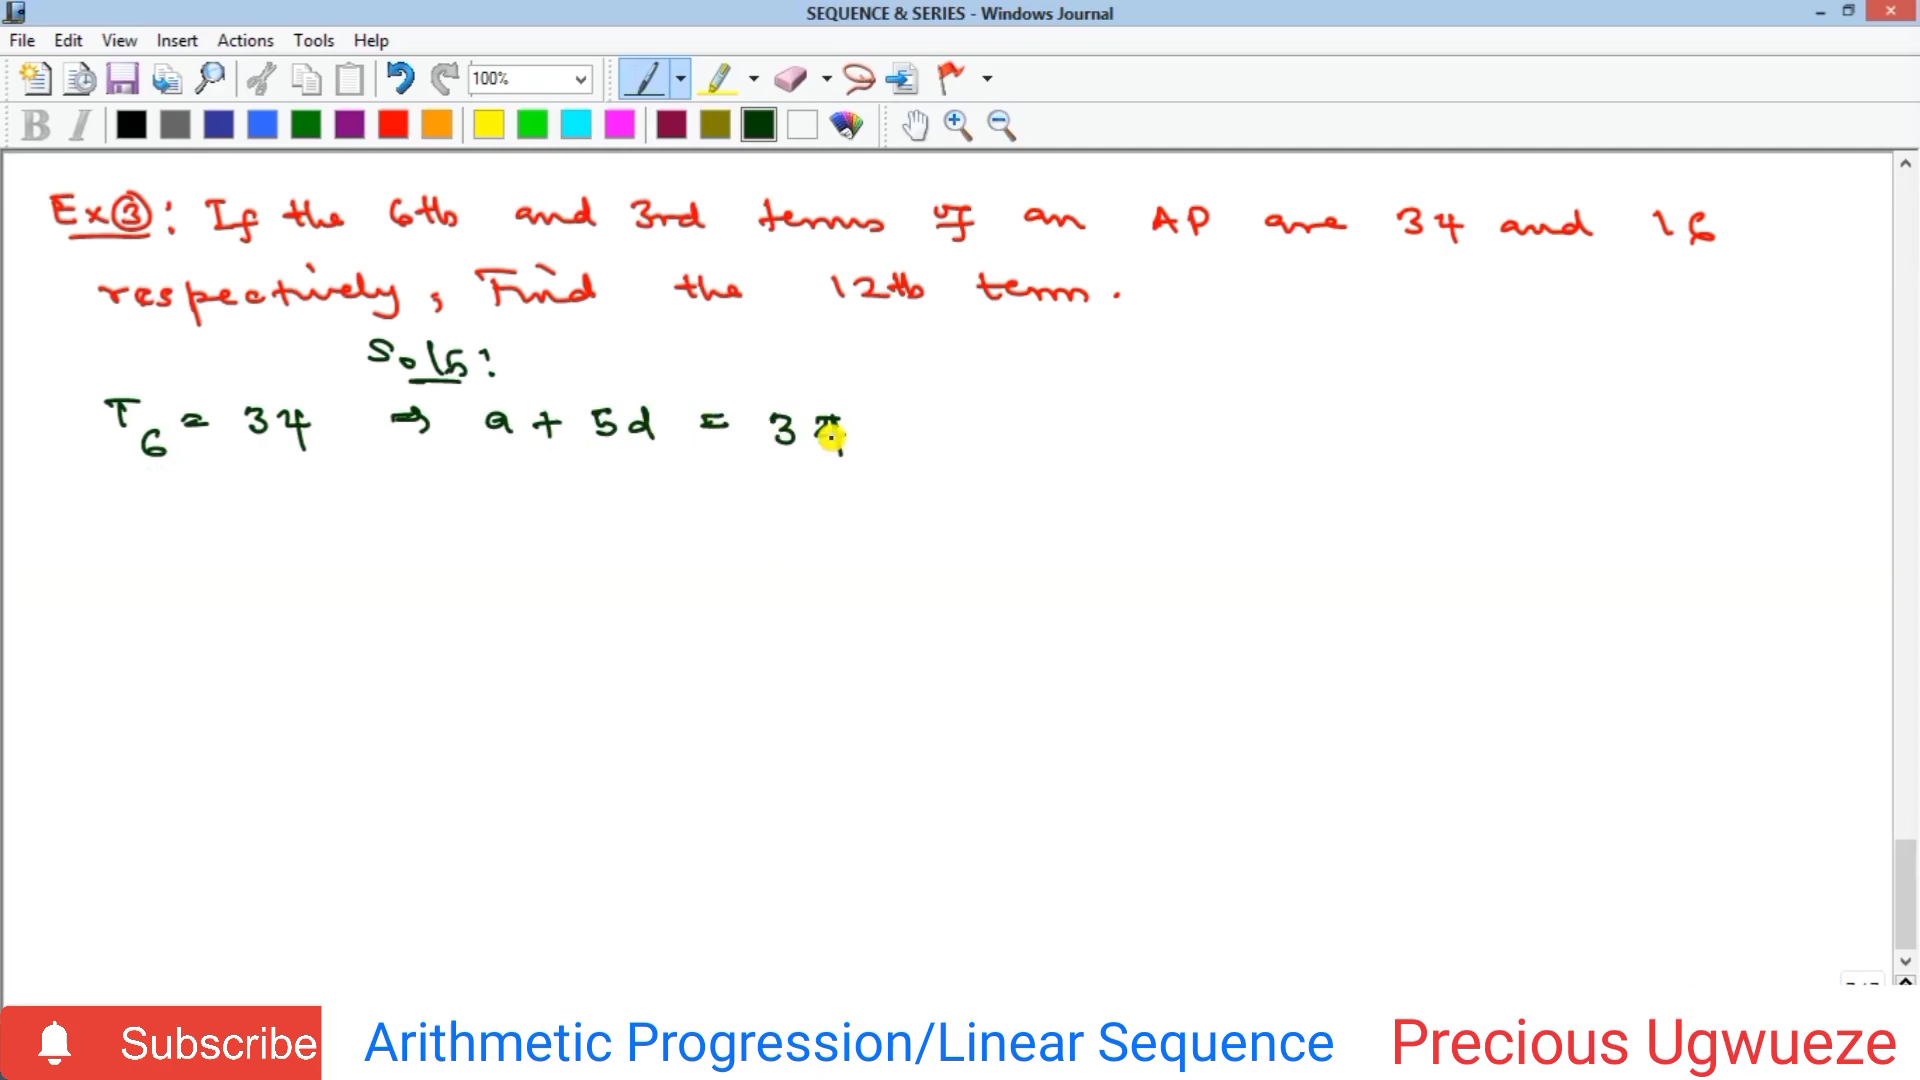 SEQUENCE & SERIES - Windows Journal
File Edit View Insert Actions Tools Help
100%
B I
Ex③: If the 6th and 3rd terms of an AP are 34 and 16
respectively, Find the 12th term.
Soln:
T6 = 34 ⇒ a + 5d = 34
Subscribe Arithmetic Progression/Linear Sequence Precious Ugwueze